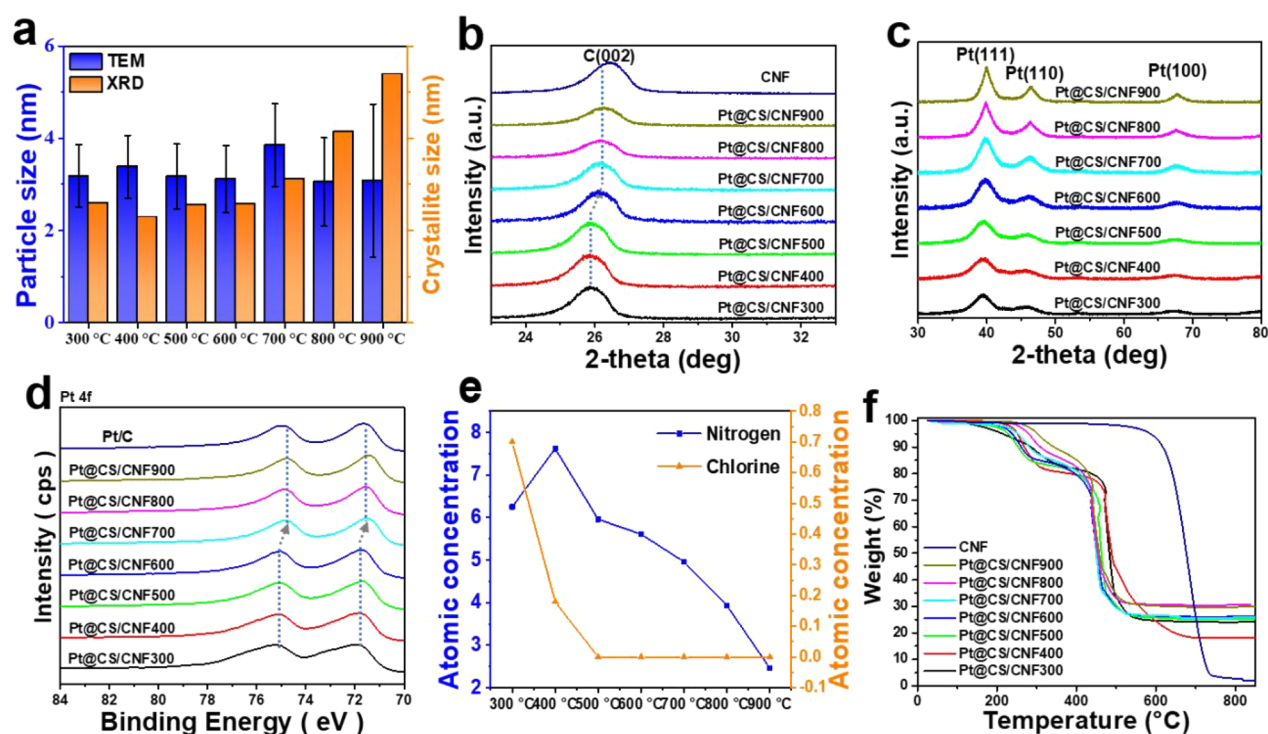 a
TEM
XRD
Particle size (nm)
Crystallite size (nm)
6
4
2
0
300 °C 400 °C 500 °C 600 °C 700 °C 800 °C 900 °C
b
C(002)
CNF
Pt@CS/CNF900
Pt@CS/CNF800
Pt@CS/CNF700
Pt@CS/CNF600
Pt@CS/CNF500
Pt@CS/CNF400
Pt@CS/CNF300
Intensity (a.u.)
24 26 28 30 32
2-theta (deg)
c
Pt(111)
Pt(110)
Pt(100)
Pt@CS/CNF900
Pt@CS/CNF800
Pt@CS/CNF700
Pt@CS/CNF600
Pt@CS/CNF500
Pt@CS/CNF400
Pt@CS/CNF300
Intensity (a.u.)
30 40 50 60 70 80
2-theta (deg)
d
Pt 4f
Pt/C
Pt@CS/CNF900
Pt@CS/CNF800
Pt@CS/CNF700
Pt@CS/CNF600
Pt@CS/CNF500
Pt@CS/CNF400
Pt@CS/CNF300
Intensity ( cps)
84 82 80 78 76 74 72 70
Binding Energy ( eV)
e
Nitrogen
Chlorine
Atomic concentration
Atomic concentration
8
7
6
5
4
3
2
0.8
0.7
0.6
0.5
0.4
0.3
0.2
0.1
0.0
-0.1
300 °C 400 °C 500 °C 600 °C 700 °C 800 °C 900 °C
f
CNF
Pt@CS/CNF900
Pt@CS/CNF800
Pt@CS/CNF700
Pt@CS/CNF600
Pt@CS/CNF500
Pt@CS/CNF400
Pt@CS/CNF300
Weight (%)
100
90
80
70
60
50
40
30
20
10
0
0 200 400 600 800
Temperature (°C)